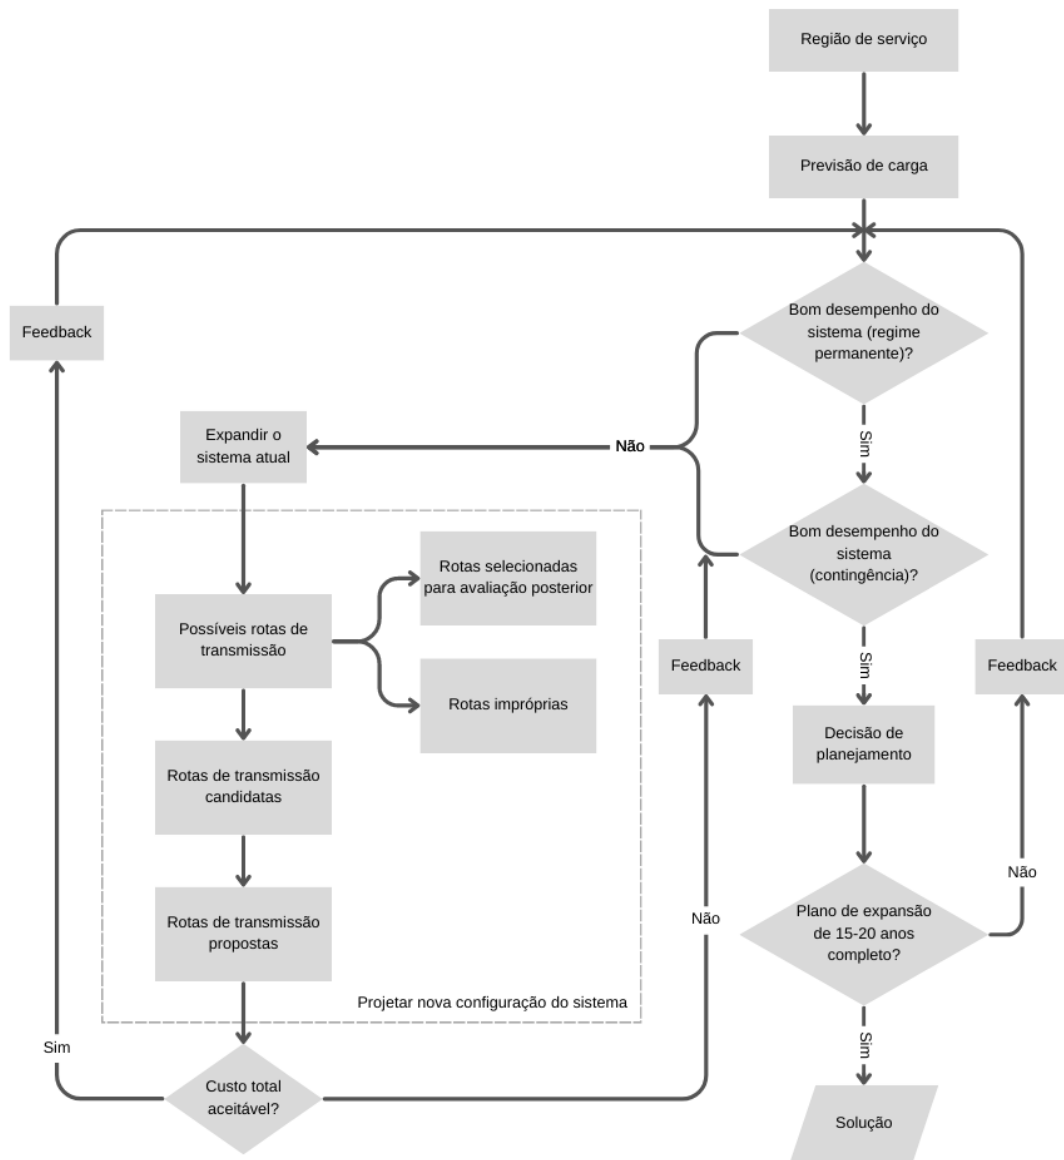 Região de serviço
Previsão de carga
Feedback
Bom desempenho do
sistema (regime
permanente)?
Expandir o
sistema atual
Não
Sim
Bom desempenho do
sistema
(contingência)?
Rotas selecionadas
para avaliação posterior
Possíveis rotas de
transmissão
Rotas impróprias
Feedback
Sim
Feedback
Decisão de
planejamento
Rotas de transmissão
candidatas
Não
Rotas de transmissão
propostas
Não
Plano de expansão
de 15-20 anos
completo?
Projetar nova configuração do sistema
Sim
Sim
Custo total
aceitável?
Solução